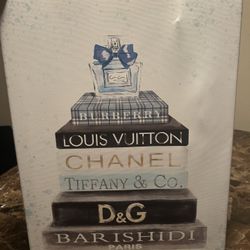 BURBERRY
LOUIS VUITTON
CHANEL
TIFFANY & CO.
D&G
BARISHIDI
PARIS